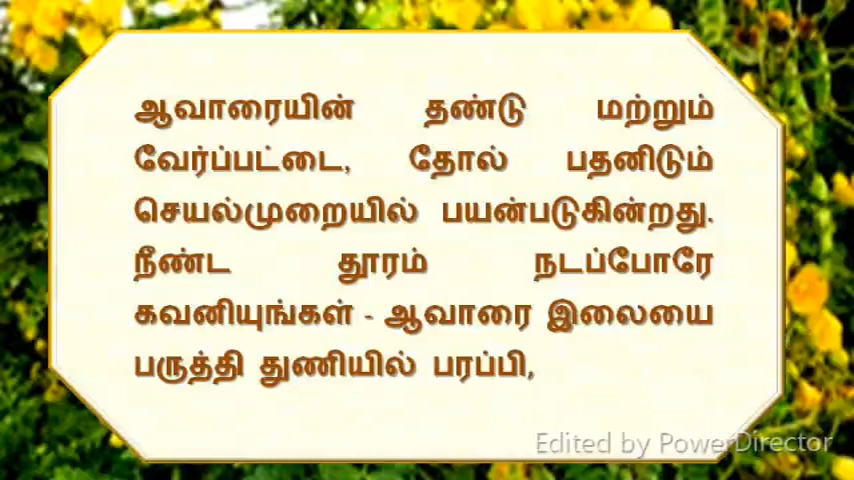 ஆவாரையின் தண்டு மற்றும்
வேர்ப்பட்டை, தோல் பதனிடும்
செயல்முறையில் பயன்படுகின்றது.
நீண்ட தூரம் நடப்போரே
கவனியுங்கள் - ஆவாரை இலையை
பருத்தி துணியில் பரப்பி,
Edited by PowerDirector